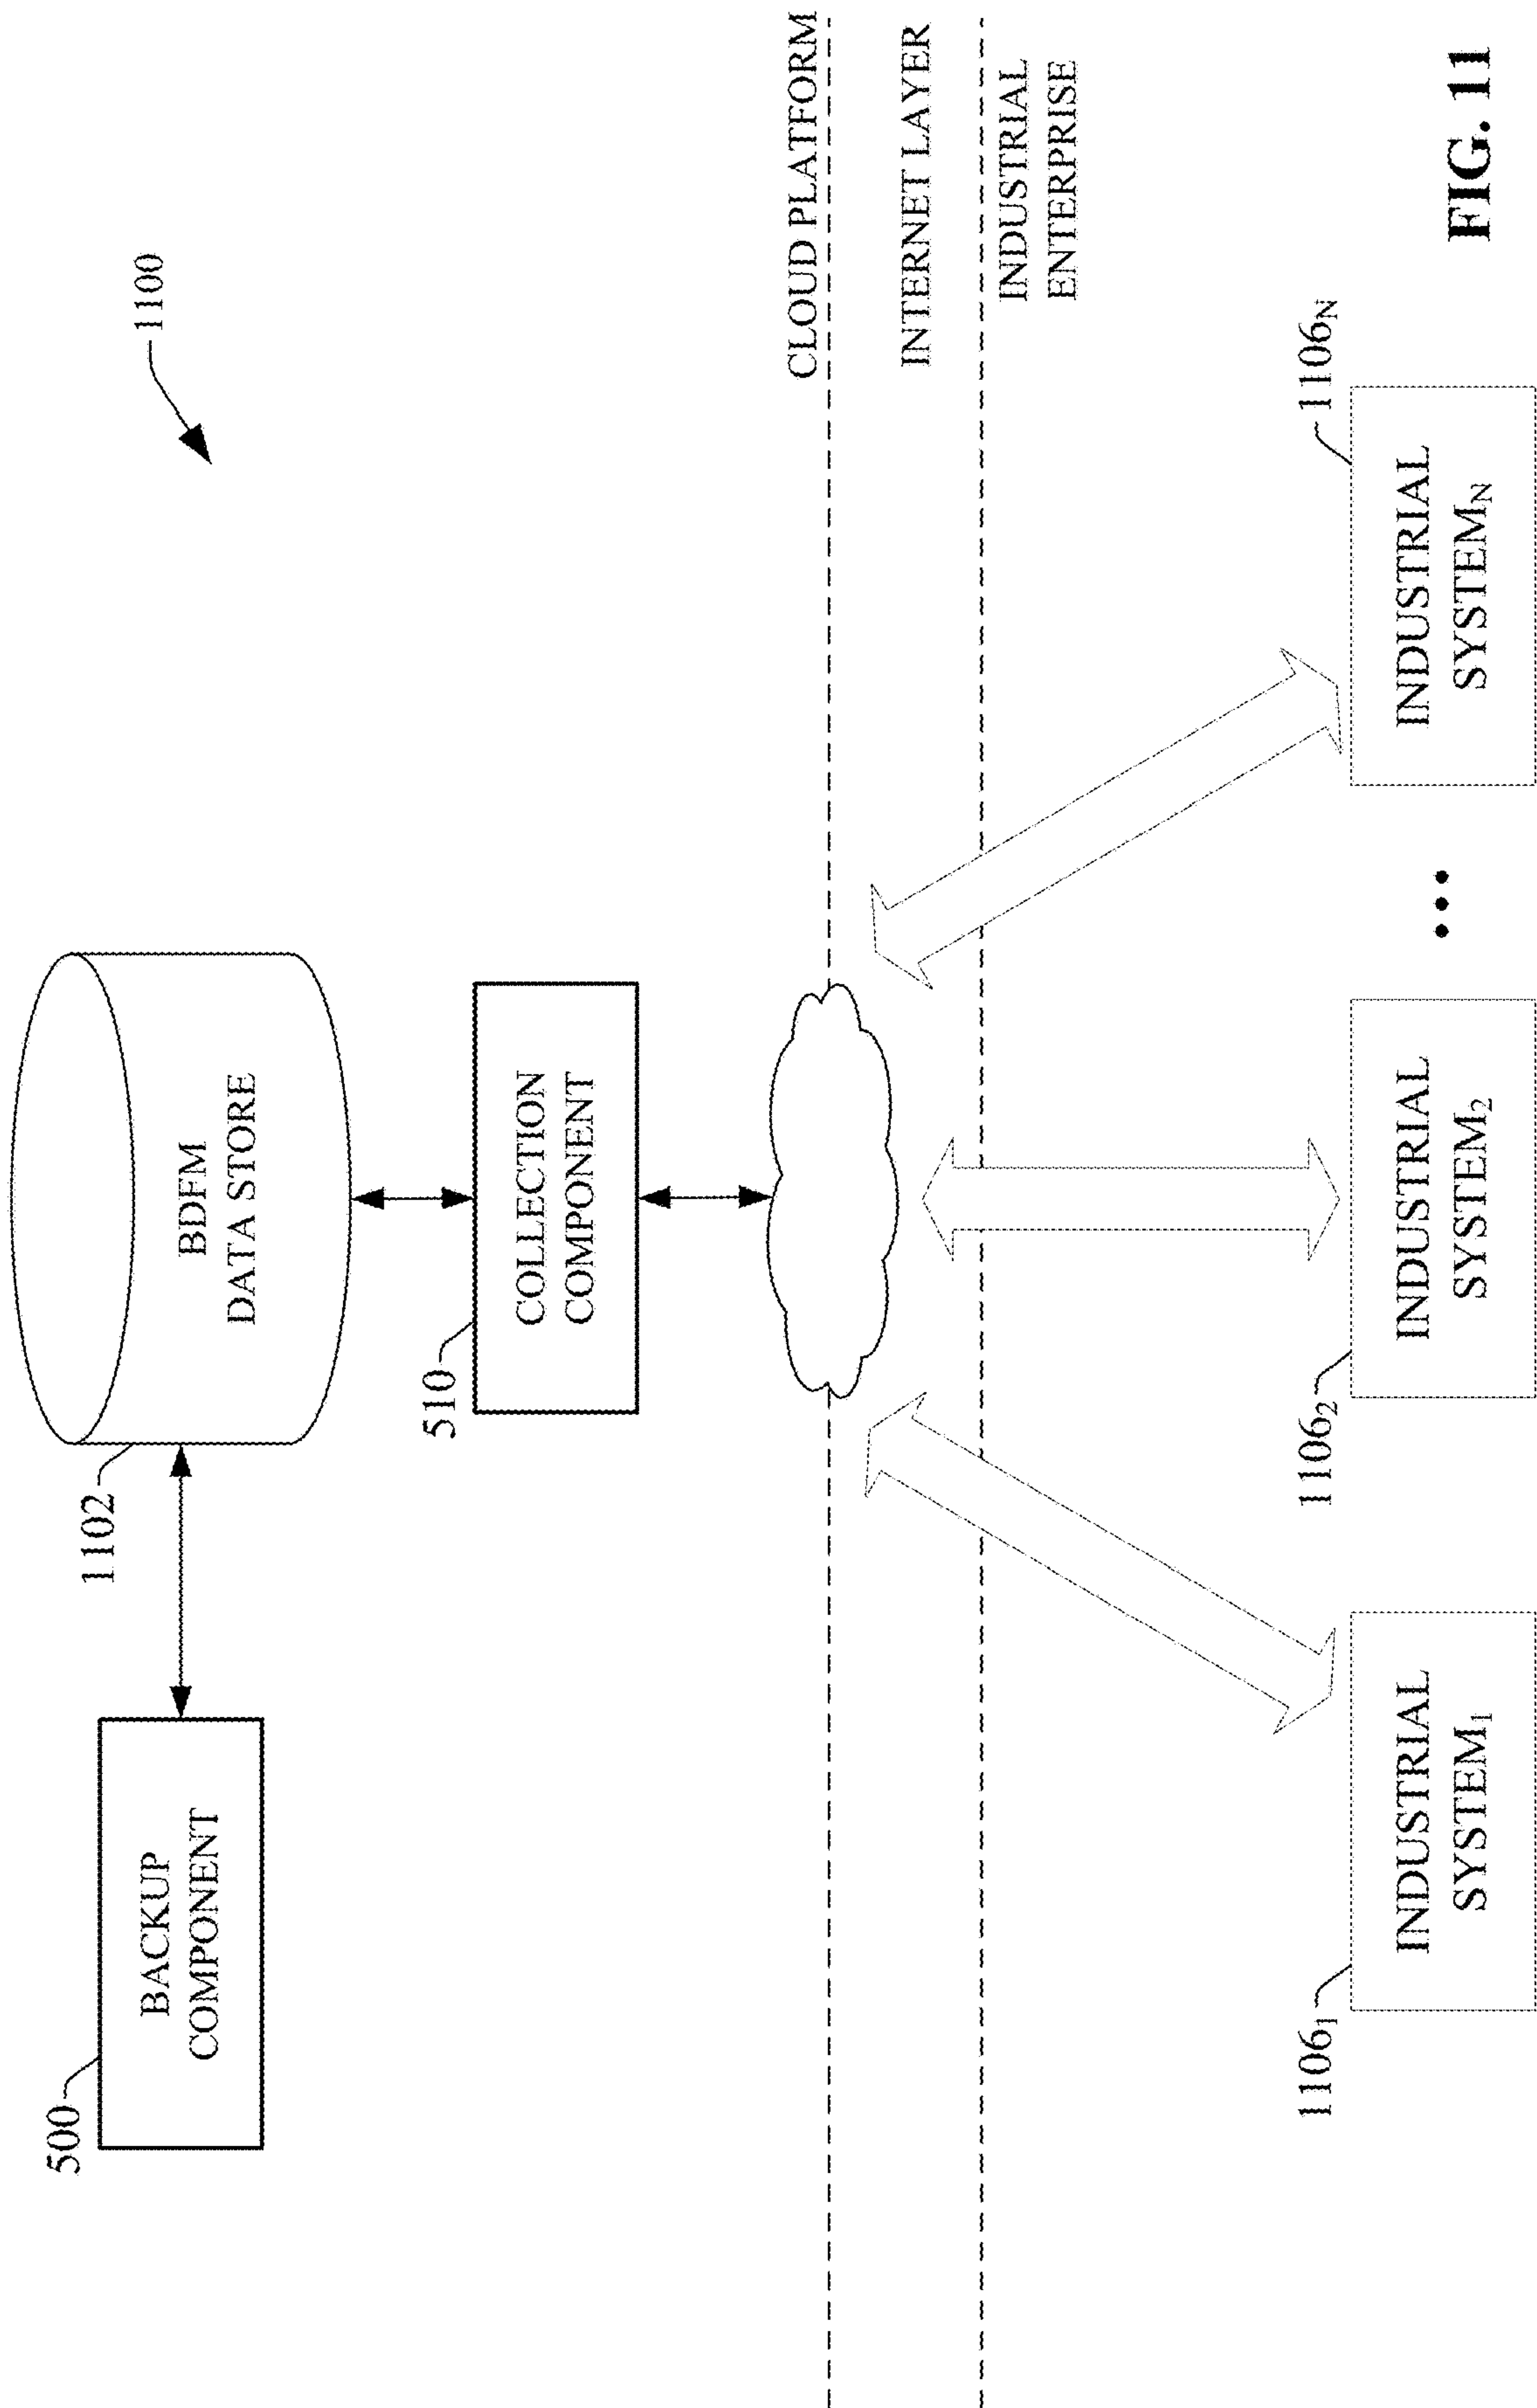 1100
1102
BDFM
DATA STORE
500
BACKUP
COMPONENT
510
COLLECTION
COMPONENT
CLOUD PLATFORM
INTERNET LAYER
INDUSTRIAL
ENTERPRISE
1106₁
INDUSTRIAL
SYSTEM₁
1106₂
INDUSTRIAL
SYSTEM₂
•••
1106N
INDUSTRIAL
SYSTEMN
FIG. 11